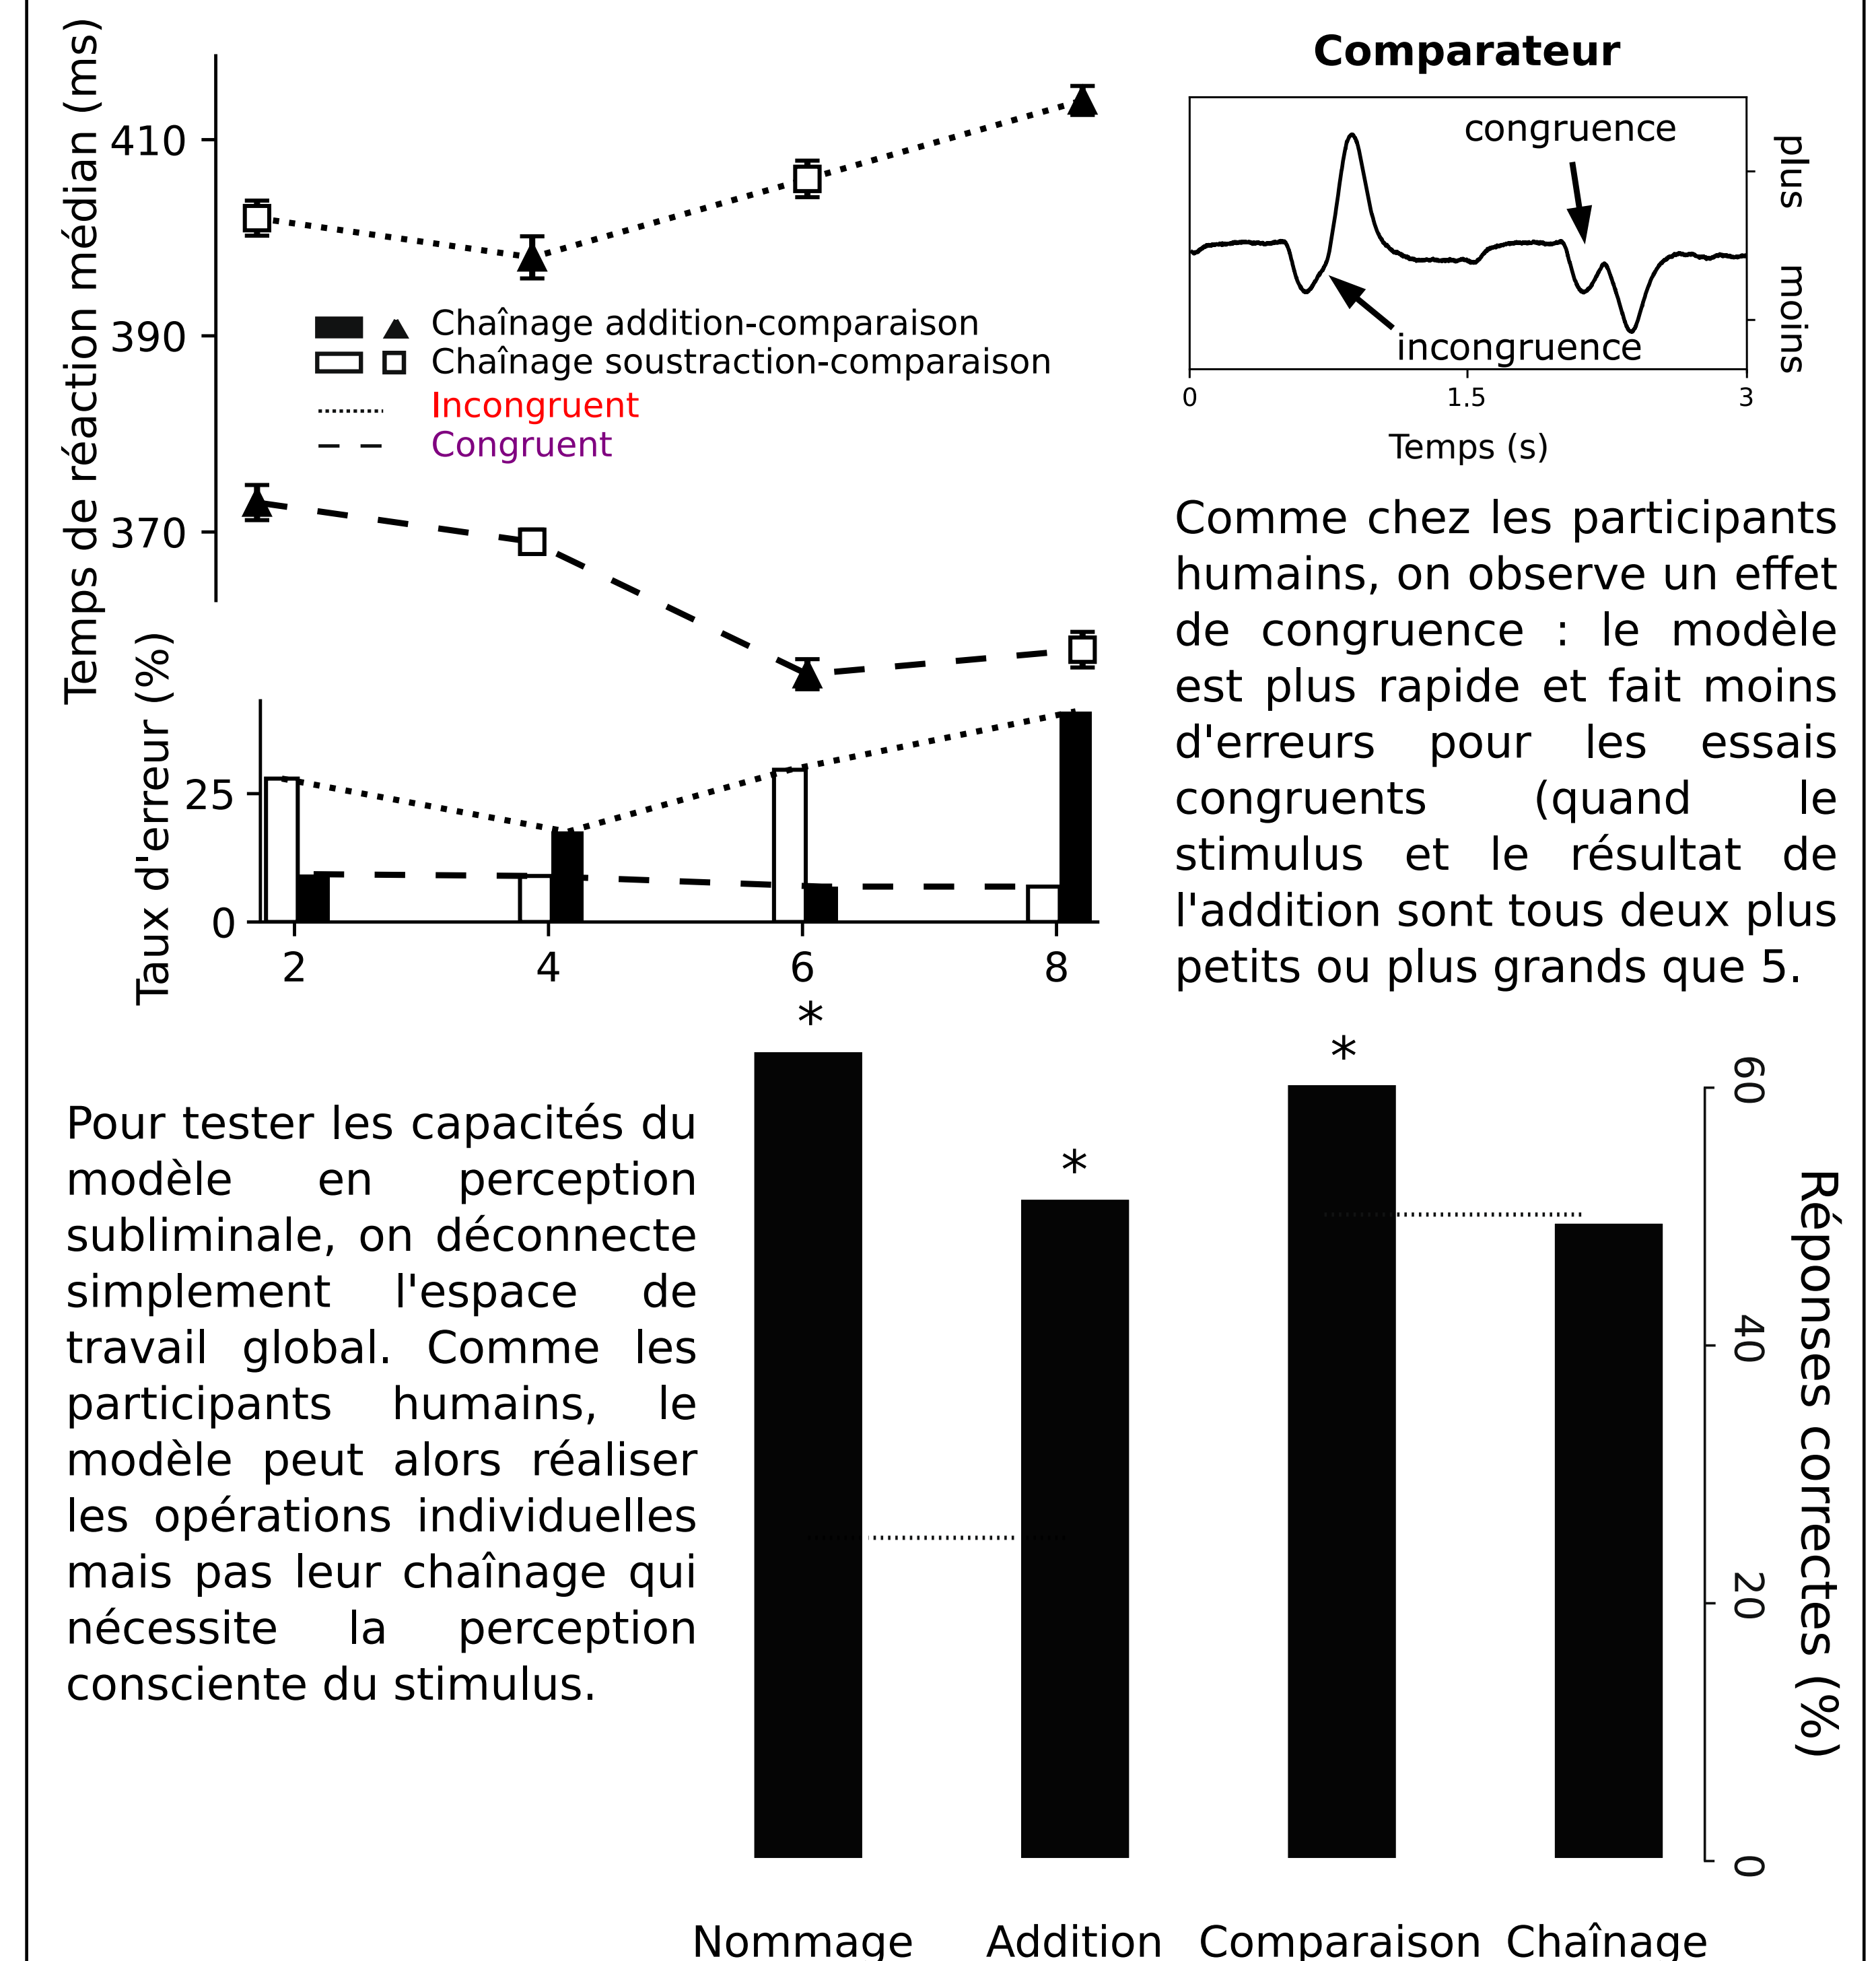 Temps de réaction médian (ms)
410
390
370
Chaînage addition-comparaison
Chaînage soustraction-comparaison
Incongruent
Congruent
Taux d'erreur (%)
25
0
2 4 6 8
Comparateur
congruence
incongruence
plus
moins
0 1.5 3
Temps (s)
Comme chez les participants
humains, on observe un effet
de congruence : le modèle
est plus rapide et fait moins
d'erreurs pour les essais
congruents (quand le
stimulus et le résultat de
l'addition sont tous deux plus
petits ou plus grands que 5.
Pour tester les capacités du
modèle en perception
subliminale, on déconnecte
simplement l'espace de
travail global. Comme les
participants humains, le
modèle peut alors réaliser
les opérations individuelles
mais pas leur chaînage qui
nécessite la perception
consciente du stimulus.
*
*
*
60
40
20
0
Réponses correctes (%)
Nommage Addition Comparaison Chaînage